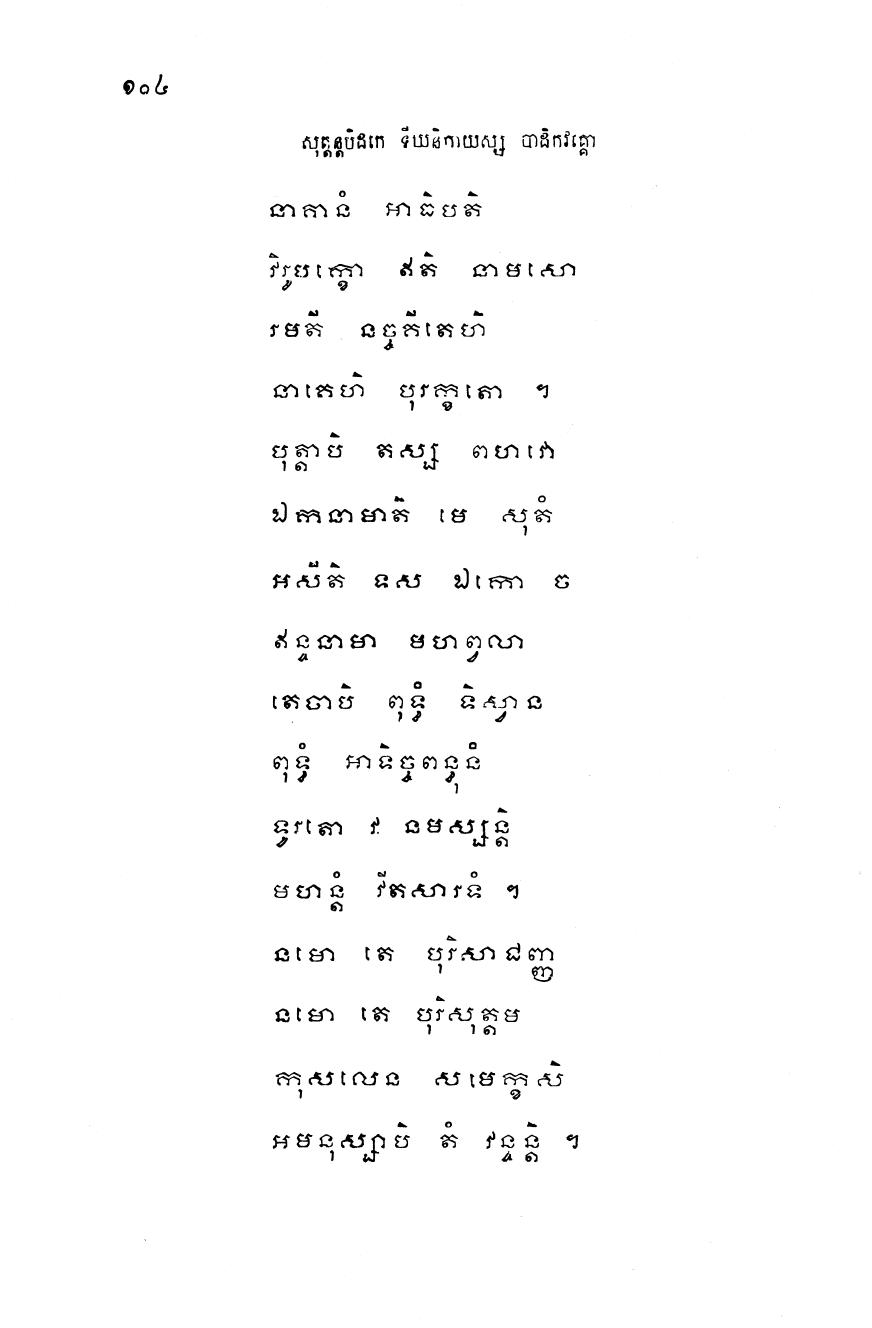 ១០៤
សុត្តន្តបិដកេ ទីឃនិកាយស្ស បាដិកវគ្គោ
នាគានំ អាធិបតិ
វិរូបក្ខោ ឥតិ នាមសោ
រមតី នច្ចគីតេហិ
នាគេហិ បុរក្ខតោ ។
បុត្តាបិ តស្ស ពហវោ
ឯកនាមាតិ មេ សុតំ
អសីតិ ទស ឯកោ ច
ឥន្ទនាមា មហព្វលា
តេចាបិ ពុទ្ធំ ទិស្វាន
ពុទ្ធំ អាទិច្ចពន្ធុនំ
ទូរតោ វ នមស្សន្តិ
មហន្តំ វីតសារទំ ។
នមោ តេ បុរិសាជញ្ញ
នមោ តេ បុរិសុត្តម
កុសលេន សមេក្ខសិ
អមនុស្សាបិ តំ វន្ទន្តិ ។